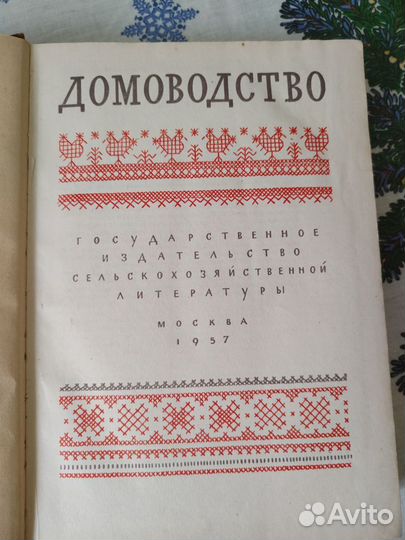 ДОМОВОДСТВО
ГОСУДАРСТВЕННОЕ
ИЗДАТЕЛЬСТВО
СЕЛЬСКОХОЗЯЙСТВЕННОЙ
ЛИТЕРАТУРЫ
МОСКВА
1957
Avito